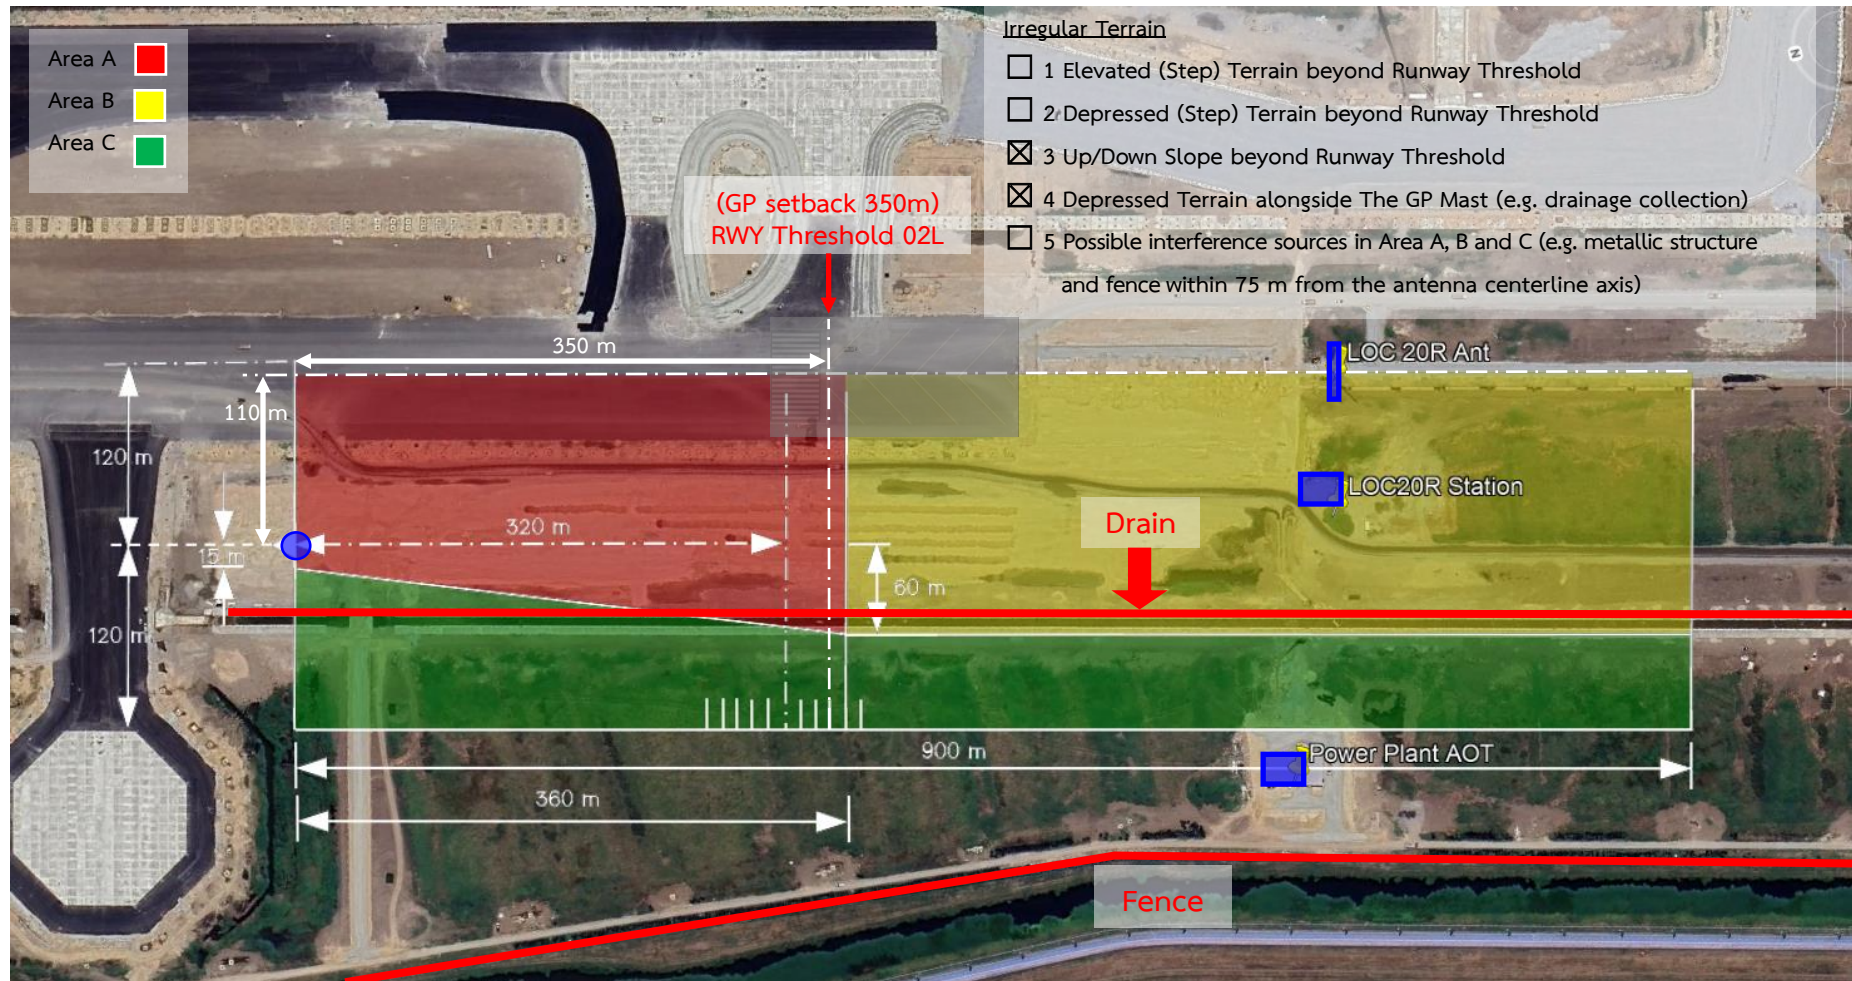 Area A
Area B
Area C
Irregular Terrain
1 Elevated (Step) Terrain beyond Runway Threshold
2 Depressed (Step) Terrain beyond Runway Threshold
3 Up/Down Slope beyond Runway Threshold
4 Depressed Terrain alongside The GP Mast (e.g. drainage collection)
5 Possible interference sources in Area A, B and C (e.g. metallic structure
and fence within 75 m from the antenna centerline axis)
N
(GP setback 350m)
RWY Threshold 02L
350 m
LOC 20R Ant
110 m
120 m
LOC20R Station
320 m
Drain
15 m
60 m
120 m
900 m
Power Plant AOT
360 m
Fence